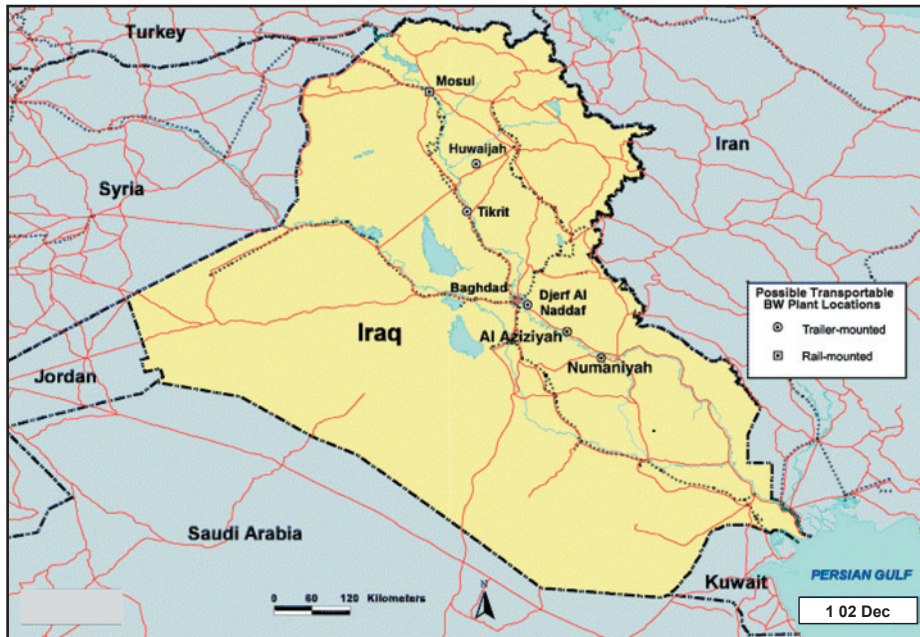 Turkey
Mosul
Iran
Huwaijah
Syria
Tikrit
Baghdad
Djerf Al
Naddaf
Iraq
Al Aziziyah
Numaniyah
Jordan
Possible Transportable
BW Plant Locations
Trailer-mounted
Rail-mounted
Saudi Arabia
Kuwait
PERSIAN GULF
N
0 60 120 Kilometers
1 02 Dec